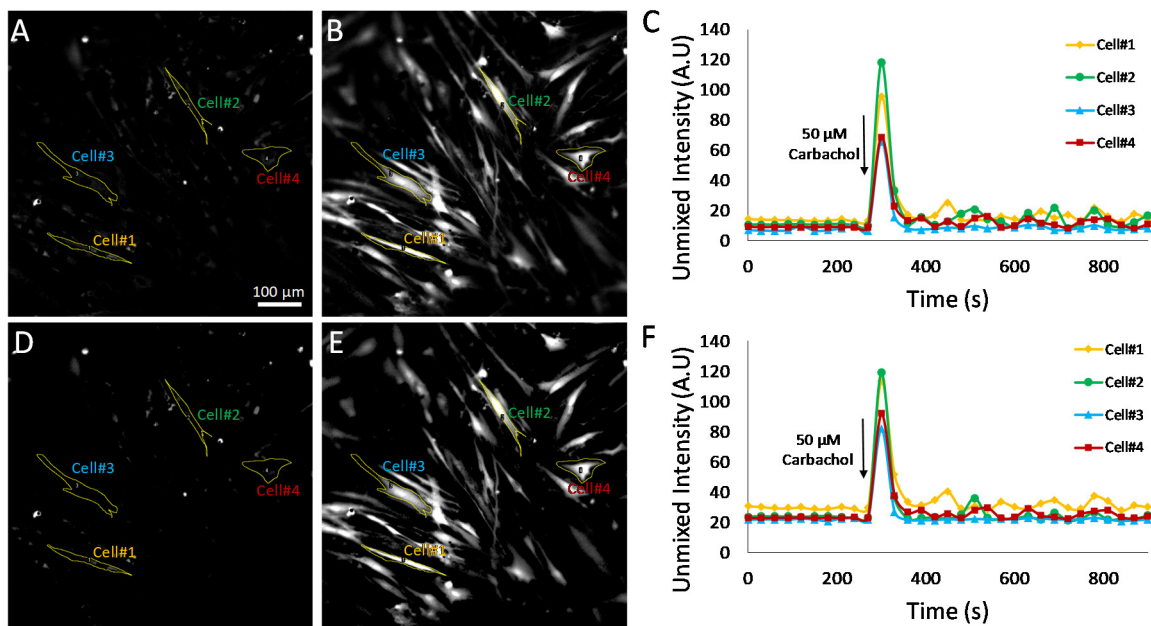 A
Cell#2
Cell#3
Cell#4
Cell#1
100 µm
B
Cell#2
Cell#3
Cell#4
Cell#1
C
Unmixed Intensity (A.U)
140
120
100
80
60
40
20
0
0 200 400 600 800
Time (s)
50 µM
Carbachol
Cell#1
Cell#2
Cell#3
Cell#4
D
Cell#2
Cell#3
Cell#4
Cell#1
E
Cell#2
Cell#3
Cell#4
Cell#1
F
Unmixed Intensity (A.U)
140
120
100
80
60
40
20
0
0 200 400 600 800
Time (s)
50 µM
Carbachol
Cell#1
Cell#2
Cell#3
Cell#4